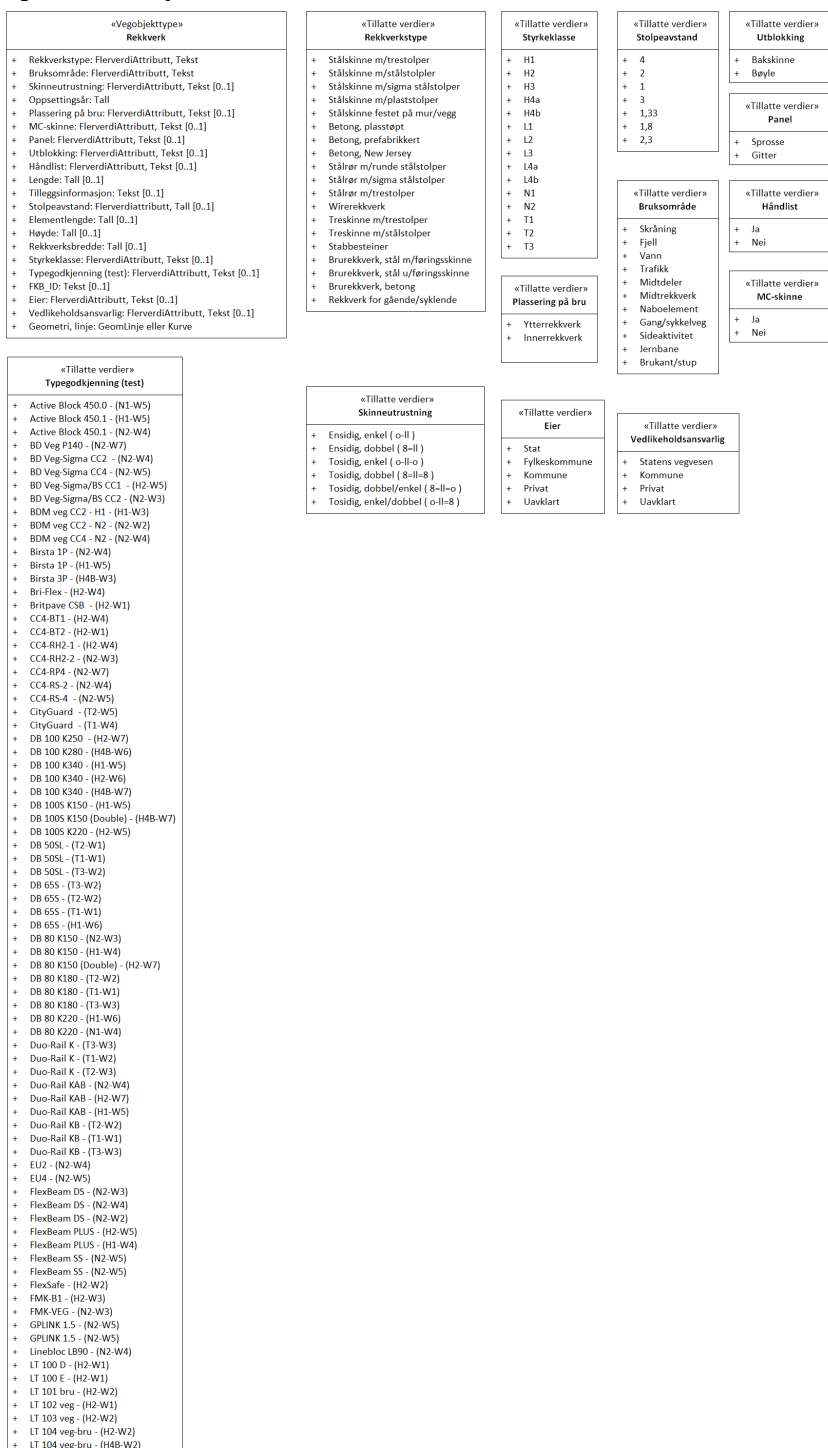 «Vegobjekttype»
Rekkverk
+ Rekkverkstype: FlerverdiAttributt, Tekst
+ Bruksområde: FlerverdiAttributt, Tekst
+ Skinneutrustning: FlerverdiAttributt, Tekst [0..1]
+ Oppsettingsår: Tall
+ Plassering på bru: FlerverdiAttributt, Tekst [0..1]
+ MC-skinne: FlerverdiAttributt, Tekst [0..1]
+ Panel: FlerverdiAttributt, Tekst [0..1]
+ Utblokking: FlerverdiAttributt, Tekst [0..1]
+ Håndlist: FlerverdiAttributt, Tekst [0..1]
+ Lengde: Tall [0..1]
+ Tilleggsinformasjon: Tekst [0..1]
+ Stolpeavstand: Flerverdiattributt, Tall [0..1]
+ Elementlengde: Tall [0..1]
+ Høyde: Tall [0..1]
+ Rekkverksbredde: Tall [0..1]
+ Styrkeklasse: FlerverdiAttributt, Tekst [0..1]
+ Typegodkjenning (test): FlerverdiAttributt, Tekst [0..1]
+ FKB_ID: Tekst [0..1]
+ Eier: FlerverdiAttributt, Tekst [0..1]
+ Vedlikeholdsansvarlig: FlerverdiAttributt, Tekst [0..1]
+ Geometri, linje: GeomLinje eller Kurve
«Tillatte verdier»
Rekkverkstype
+ Stålskinne m/trestolper
+ Stålskinne m/stålstolpler
+ Stålskinne m/sigma stålstolper
+ Stålskinne m/plaststolper
+ Stålskinne festet på mur/vegg
+ Betong, plasstøpt
+ Betong, prefabrikkert
+ Betong, New Jersey
+ Stålrør m/runde stålstolper
+ Stålrør m/sigma stålstolper
+ Stålrør m/trestolper
+ Wirerekkverk
+ Treskinne m/trestolper
+ Treskinne m/stålstolper
+ Stabbesteiner
+ Brurekkverk, stål m/føringsskinne
+ Brurekkverk, stål u/føringsskinne
+ Brurekkverk, betong
+ Rekkverk for gående/syklende
«Tillatte verdier»
Styrkeklasse
+ H1
+ H2
+ H3
+ H4a
+ H4b
+ L1
+ L2
+ L3
+ L4a
+ L4b
+ N1
+ N2
+ T1
+ T2
+ T3
«Tillatte verdier»
Stolpeavstand
+ 4
+ 2
+ 1
+ 3
+ 1,33
+ 1,8
+ 2,3
«Tillatte verdier»
Utblokking
+ Bakskinne
+ Bøyle
«Tillatte verdier»
Panel
+ Sprosse
+ Gitter
«Tillatte verdier»
Bruksområde
+ Skråning
+ Fjell
+ Vann
+ Trafikk
+ Midtdeler
+ Midtrekkverk
+ Naboelement
+ Gang/sykkelveg
+ Sideaktivitet
+ Jernbane
+ Brukant/stup
«Tillatte verdier»
Håndlist
+ Ja
+ Nei
«Tillatte verdier»
Plassering på bru
+ Ytterrekkverk
+ Innerrekkverk
«Tillatte verdier»
MC-skinne
+ Ja
+ Nei
«Tillatte verdier»
Typegodkjenning (test)
+ Active Block 450.0 - (N1-W5)
+ Active Block 450.1 - (H1-W5)
+ Active Block 450.1 - (N2-W4)
+ BD Veg P140 - (N2-W7)
+ BD Veg-Sigma CC2 - (N2-W4)
+ BD Veg-Sigma CC4 - (N2-W5)
+ BD Veg-Sigma/BS CC1 - (H2-W5)
+ BD Veg-Sigma/BS CC2 - (N2-W3)
+ BDM veg CC2 - H1 - (H1-W3)
+ BDM veg CC2 - N2 - (N2-W2)
+ BDM veg CC4 - N2 - (N2-W4)
+ Birsta 1P - (N2-W4)
+ Birsta 1P - (H1-W5)
+ Birsta 3P - (H4B-W3)
+ Bri-Flex - (H2-W4)
+ Britpave CSB - (H2-W1)
+ CC4-BT1 - (H2-W4)
+ CC4-BT2 - (H2-W1)
+ CC4-RH2-1 - (H2-W4)
+ CC4-RH2-2 - (N2-W3)
+ CC4-RP4 - (N2-W7)
+ CC4-RS-2 - (N2-W4)
+ CC4-RS-4 - (N2-W5)
+ CityGuard - (T2-W5)
+ CityGuard - (T1-W4)
+ DB 100 K250 - (H2-W7)
+ DB 100 K280 - (H4B-W6)
+ DB 100 K340 - (H1-W5)
+ DB 100 K340 - (H2-W6)
+ DB 100 K340 - (H4B-W7)
+ DB 100S K150 - (H1-W5)
+ DB 100S K150 (Double) - (H4B-W7)
+ DB 100S K220 - (H2-W5)
+ DB 50SL - (T2-W1)
+ DB 50SL - (T1-W1)
+ DB 50SL - (T3-W2)
+ DB 65S - (T3-W2)
+ DB 65S - (T2-W2)
+ DB 65S - (T1-W1)
+ DB 65S - (H1-W6)
+ DB 80 K150 - (N2-W3)
+ DB 80 K150 - (H1-W4)
+ DB 80 K150 (Double) - (H2-W7)
+ DB 80 K180 - (T2-W2)
+ DB 80 K180 - (T1-W1)
+ DB 80 K180 - (T3-W3)
+ DB 80 K220 - (H1-W6)
+ DB 80 K220 - (N1-W4)
+ Duo-Rail K - (T3-W3)
+ Duo-Rail K - (T1-W2)
+ Duo-Rail K - (T2-W3)
+ Duo-Rail KAB - (N2-W4)
+ Duo-Rail KAB - (H2-W7)
+ Duo-Rail KAB - (H1-W5)
+ Duo-Rail KB - (T2-W2)
+ Duo-Rail KB - (T1-W1)
+ Duo-Rail KB - (T3-W3)
+ EU2 - (N2-W4)
+ EU4 - (N2-W5)
+ FlexBeam DS - (N2-W3)
+ FlexBeam DS - (N2-W4)
+ FlexBeam DS - (N2-W2)
+ FlexBeam PLUS - (H2-W5)
+ FlexBeam PLUS - (H1-W4)
+ FlexBeam SS - (N2-W5)
+ FlexBeam SS - (N2-W5)
+ FlexSafe - (H2-W2)
+ FMK-B1 - (H2-W3)
+ FMK-VEG - (N2-W3)
+ GPLINK 1.5 - (N2-W5)
+ GPLINK 1.5 - (N2-W5)
+ Linebloc LB90 - (N2-W4)
+ LT 100 D - (H2-W1)
+ LT 100 E - (H2-W1)
+ LT 101 bru - (H2-W2)
+ LT 102 veg - (H2-W1)
+ LT 103 veg - (H2-W2)
+ LT 104 veg-bru - (H2-W2)
+ LT 104 veg-bru - (H4B-W2)
«Tillatte verdier»
Skinneutrustning
+ Ensidig, enkel ( o-ll )
+ Ensidig, dobbel ( 8=ll )
+ Tosidig, enkel ( o-ll-o )
+ Tosidig, dobbel ( 8=ll=8 )
+ Tosidig, dobbel/enkel ( 8=ll=o )
+ Tosidig, enkel/dobbel ( o-ll=8 )
«Tillatte verdier»
Eier
+ Stat
+ Fylkeskommune
+ Kommune
+ Privat
+ Uavklart
«Tillatte verdier»
Vedlikeholdsansvarlig
+ Statens vegvesen
+ Kommune
+ Privat
+ Uavklart